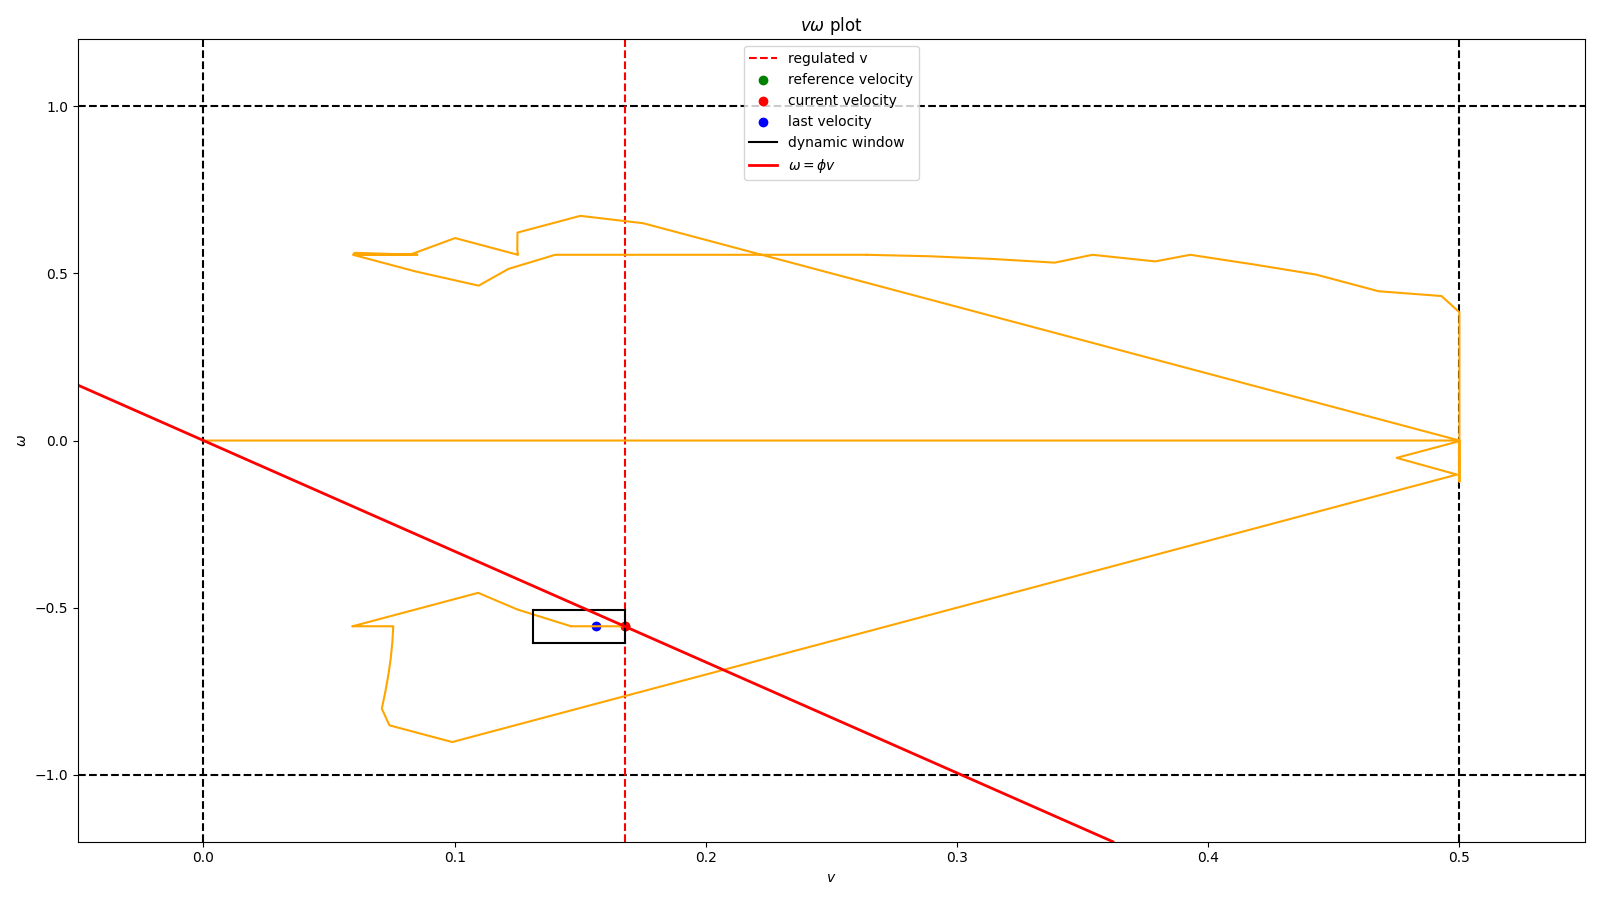 vω plot
regulated v
reference velocity
current velocity
last velocity
dynamic window
ω = ϕv
1.0
0.5
0.0
−0.5
−1.0
ω
0.0 0.1 0.2 0.3 0.4 0.5
v